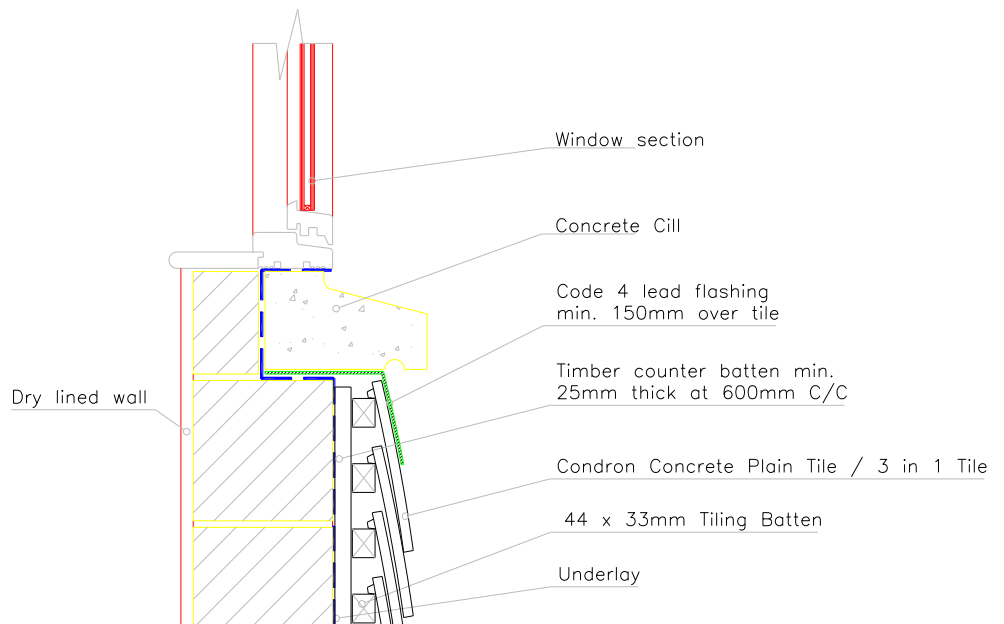 Window section
Concrete Cill
Code 4 lead flashing
min. 150mm over tile
Timber counter batten min.
25mm thick at 600mm C/C
Dry lined wall
Condron Concrete Plain Tile / 3 in 1 Tile
44 x 33mm Tiling Batten
Underlay